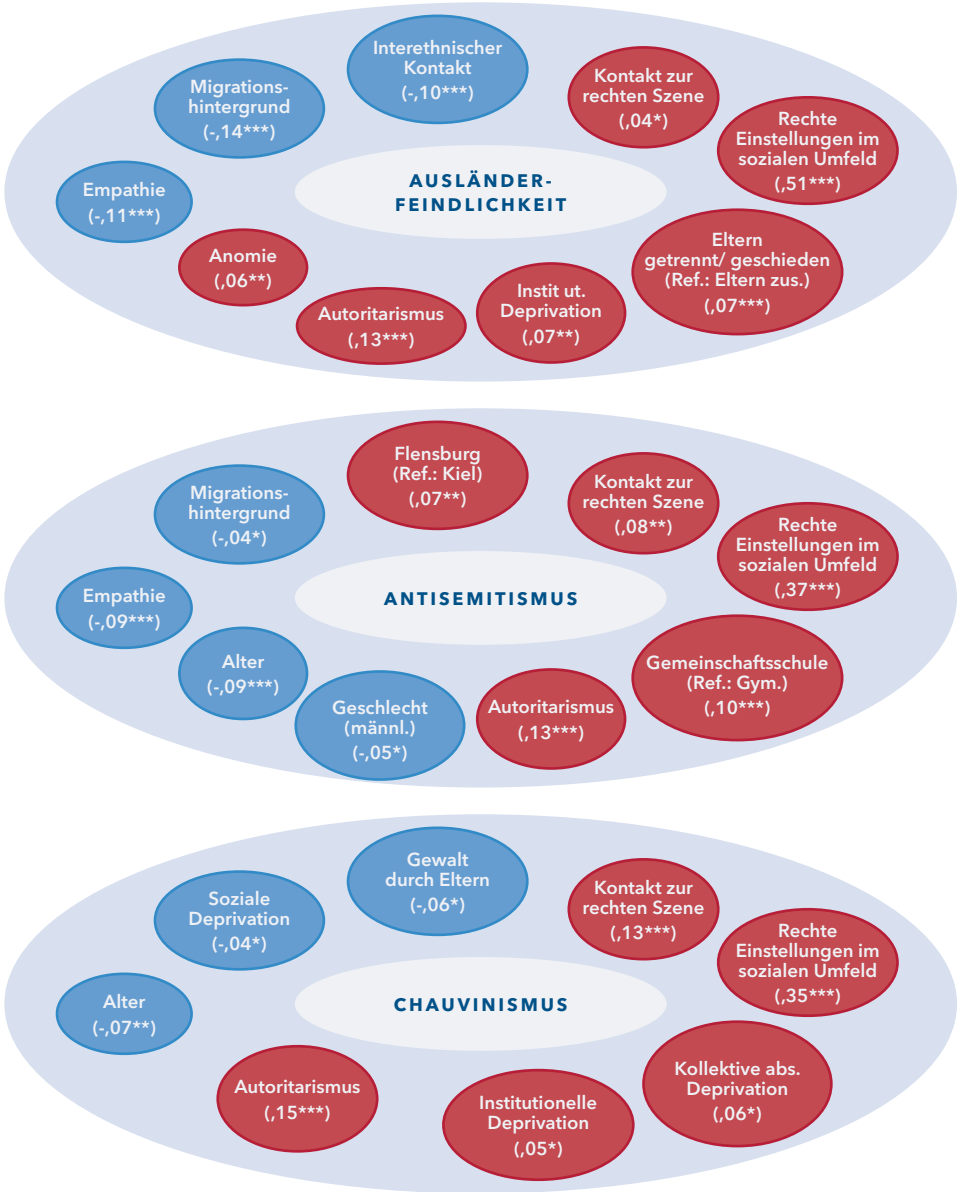 Interethnischer
Kontakt
(-,10***)
Migrations-
hintergrund
(-,14***)
Kontakt zur
rechten Szene
(,04*)
Rechte
Einstellungen im
sozialen Umfeld
(,51***)
Empathie
(-,11***)
AUSLÄNDER-
FEINDLICHKEIT
Anomie
(,06**)
Eltern
getrennt/ geschieden
(Ref.: Eltern zus.)
(,07***)
Autoritarismus
(,13***)
Instit ut.
Deprivation
(,07**)
Flensburg
(Ref.: Kiel)
(,07**)
Migrations-
hintergrund
(-,04*)
Kontakt zur
rechten Szene
(,08**)
Rechte
Einstellungen im
sozialen Umfeld
(,37***)
Empathie
(-,09***)
ANTISEMITISMUS
Alter
(-,09***)
Gemeinschaftsschule
(Ref.: Gym.)
(,10***)
Geschlecht
(männl.)
(-,05*)
Autoritarismus
(,13***)
Gewalt
durch Eltern
(-,06*)
Soziale
Deprivation
(-,04*)
Kontakt zur
rechten Szene
(,13***)
Rechte
Einstellungen im
sozialen Umfeld
(,35***)
Alter
(-,07**)
CHAUVINISMUS
Autoritarismus
(,15***)
Institutionelle
Deprivation
(,05*)
Kollektive abs.
Deprivation
(,06*)